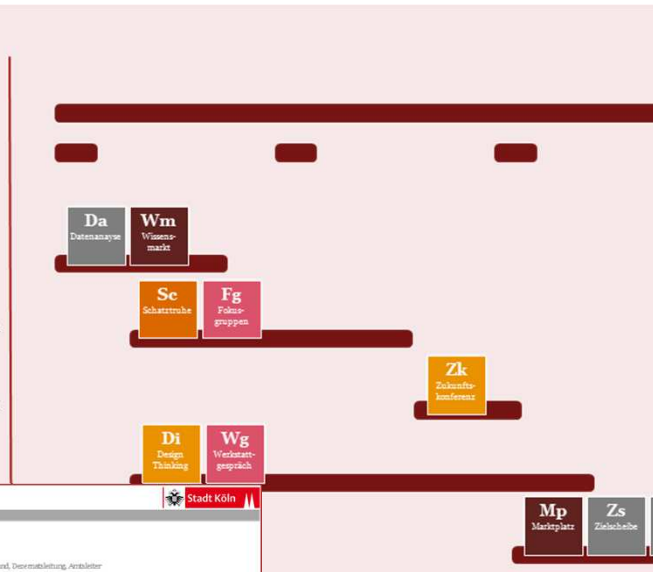 Da
Datenanayse
Wm
Wissens-
markt
Sc
Schatztruhe
Fg
Fokus-
gruppen
Zk
Zukunfts-
konferenz
Di
Design
Thinking
Wg
Werkstatt-
gespräch
Stadt Köln
Mp
Marktplatz
Zs
Zielscheibe
nd, Dezernatsleitung, Amtsleiter